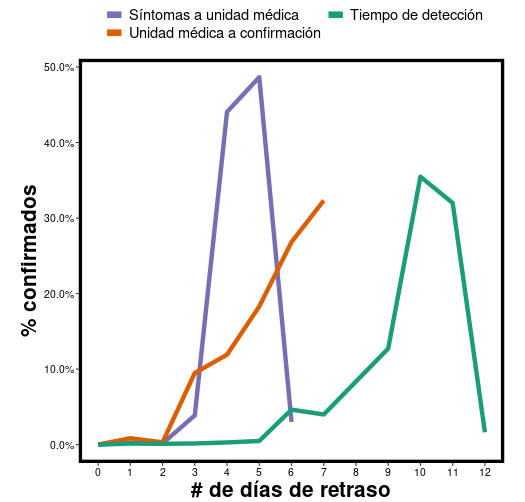 Síntomas a unidad médica
Tiempo de detección
Unidad médica a confirmación
50.0%
40.0%
30.0%
20.0%
10.0%
0.0%
% confirmados
0 1 2 3 4 5 6 7 8 9 10 11 12
# de días de retraso